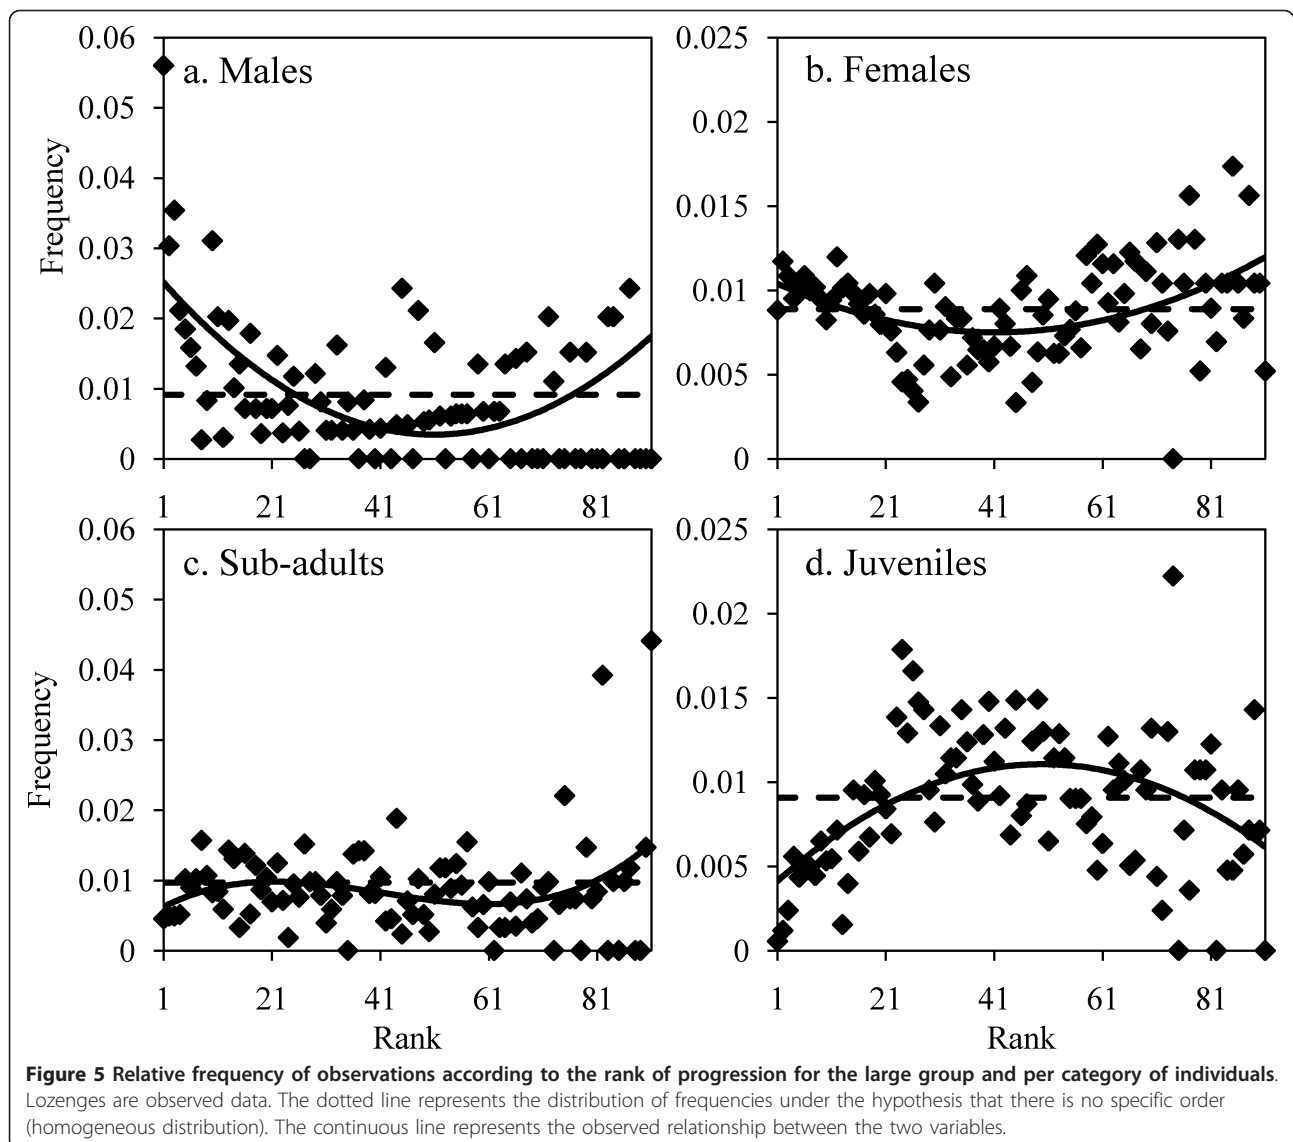 0.06
0.05
0.04
0.03
0.02
0.01
0
Frequency
a. Males
1 21 41 61 81
0.025
0.02
0.015
0.01
0.005
0
b. Females
1 21 41 61 81
0.06
0.05
0.04
0.03
0.02
0.01
0
Frequency
c. Sub-adults
1 21 41 61 81
Rank
0.025
0.02
0.015
0.01
0.005
0
d. Juveniles
1 21 41 61 81
Rank
Figure 5 Relative frequency of observations according to the rank of progression for the large group and per category of individuals.
Lozenges are observed data. The dotted line represents the distribution of frequencies under the hypothesis that there is no specific order
(homogeneous distribution). The continuous line represents the observed relationship between the two variables.